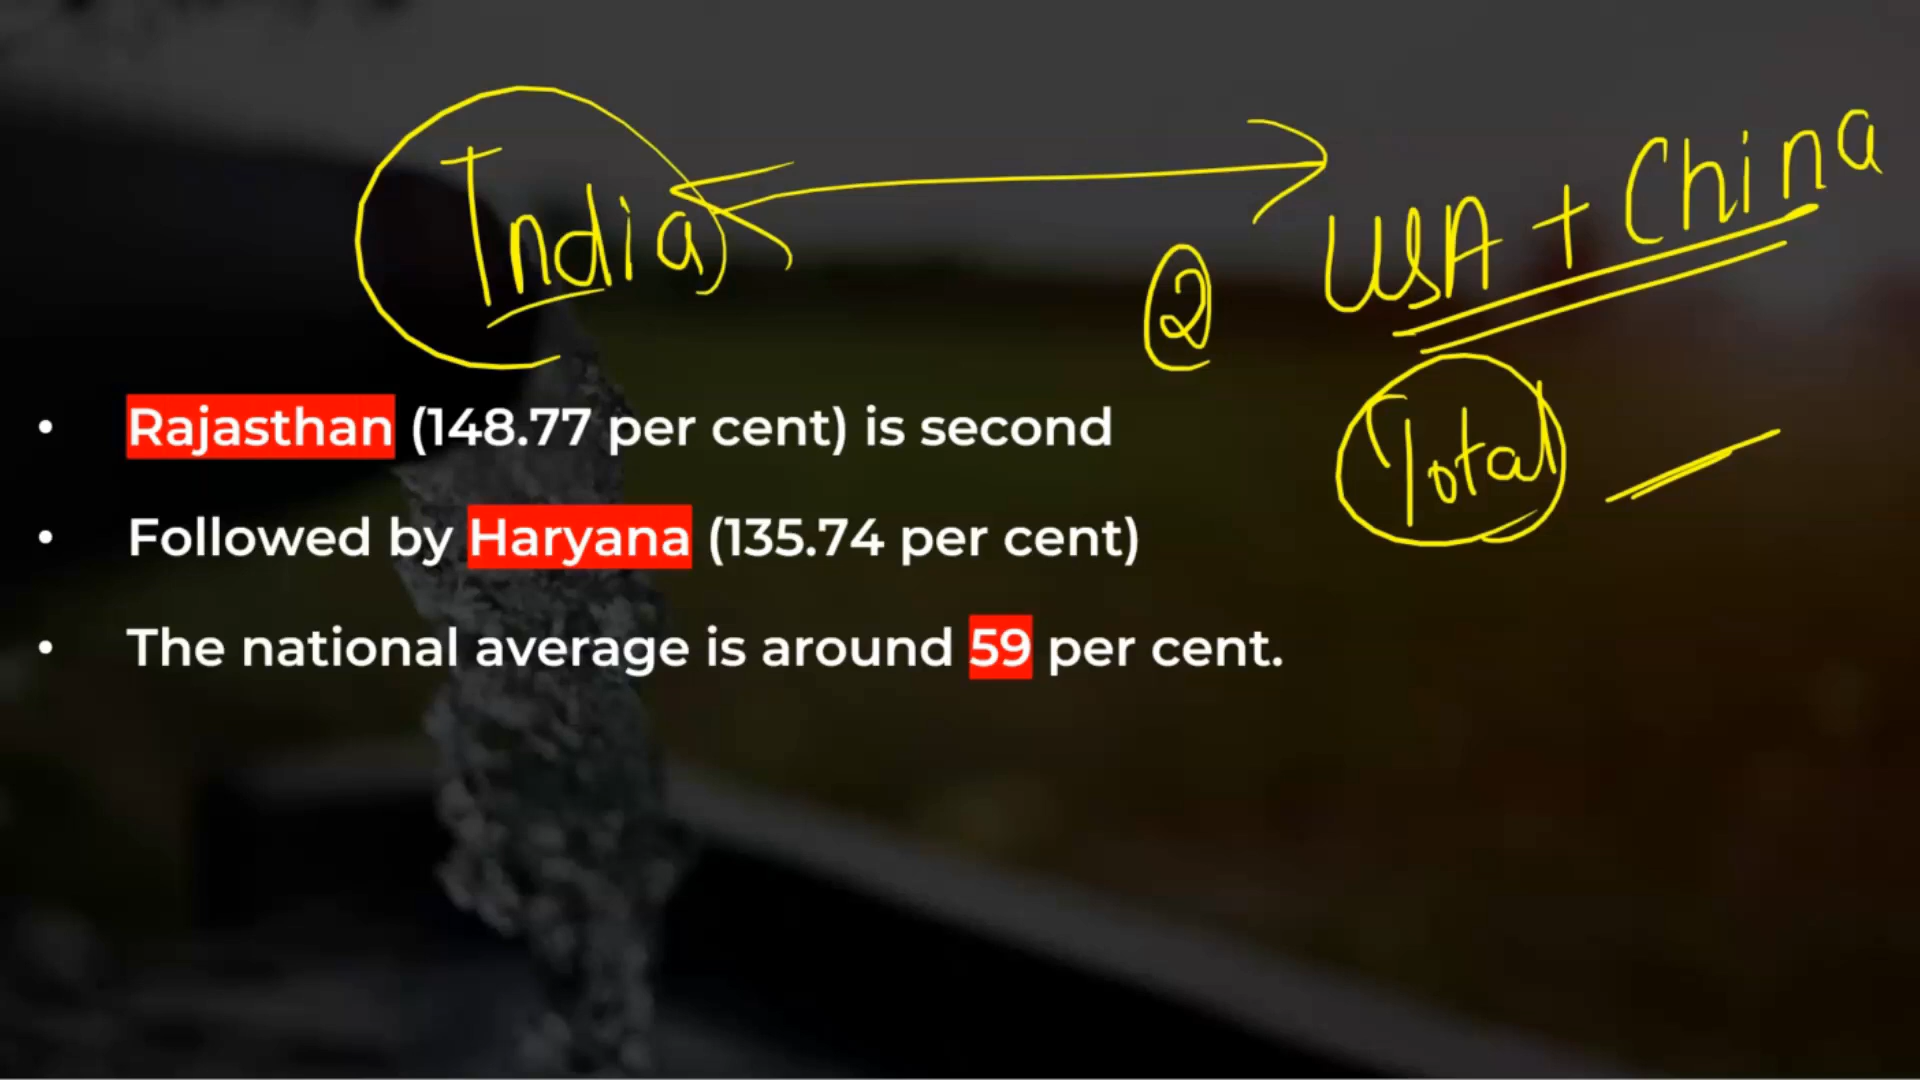 India
USA + China
2
Total
• Rajasthan (148.77 per cent) is second
• Followed by Haryana (135.74 per cent)
• The national average is around 59 per cent.